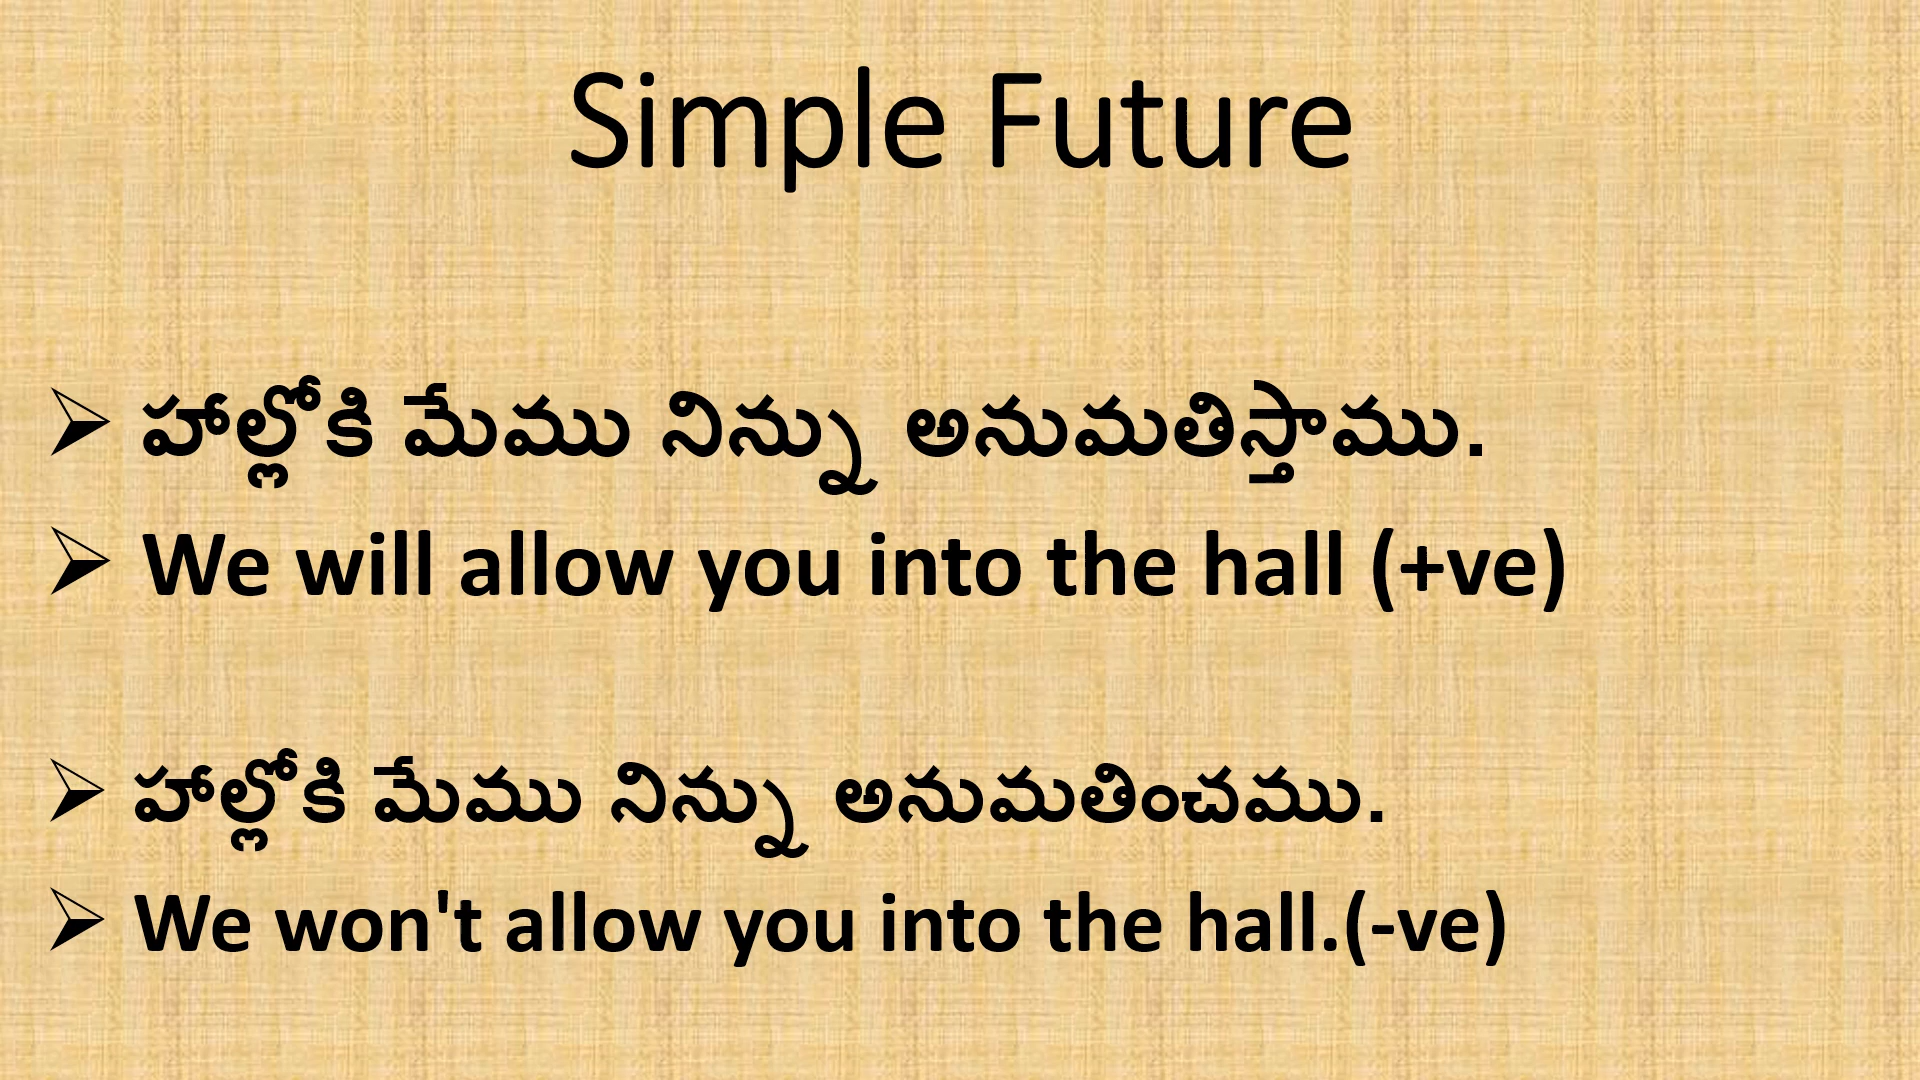 Simple Future
హాల్లోకి మేము నిన్ను అనుమతిస్తాము.
We will allow you into the hall (+ve)
హాల్లోకి మేము నిన్ను అనుమతించము.
We won't allow you into the hall.(-ve)